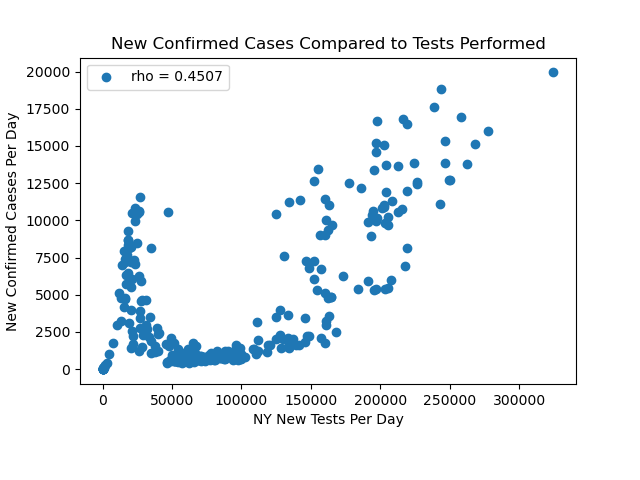 New Confirmed Cases Compared to Tests Performed
rho = 0.4507
New Confirmed Caeses Per Day
20000
17500
15000
12500
10000
7500
5000
2500
0
0 50000 100000 150000 200000 250000 300000
NY New Tests Per Day